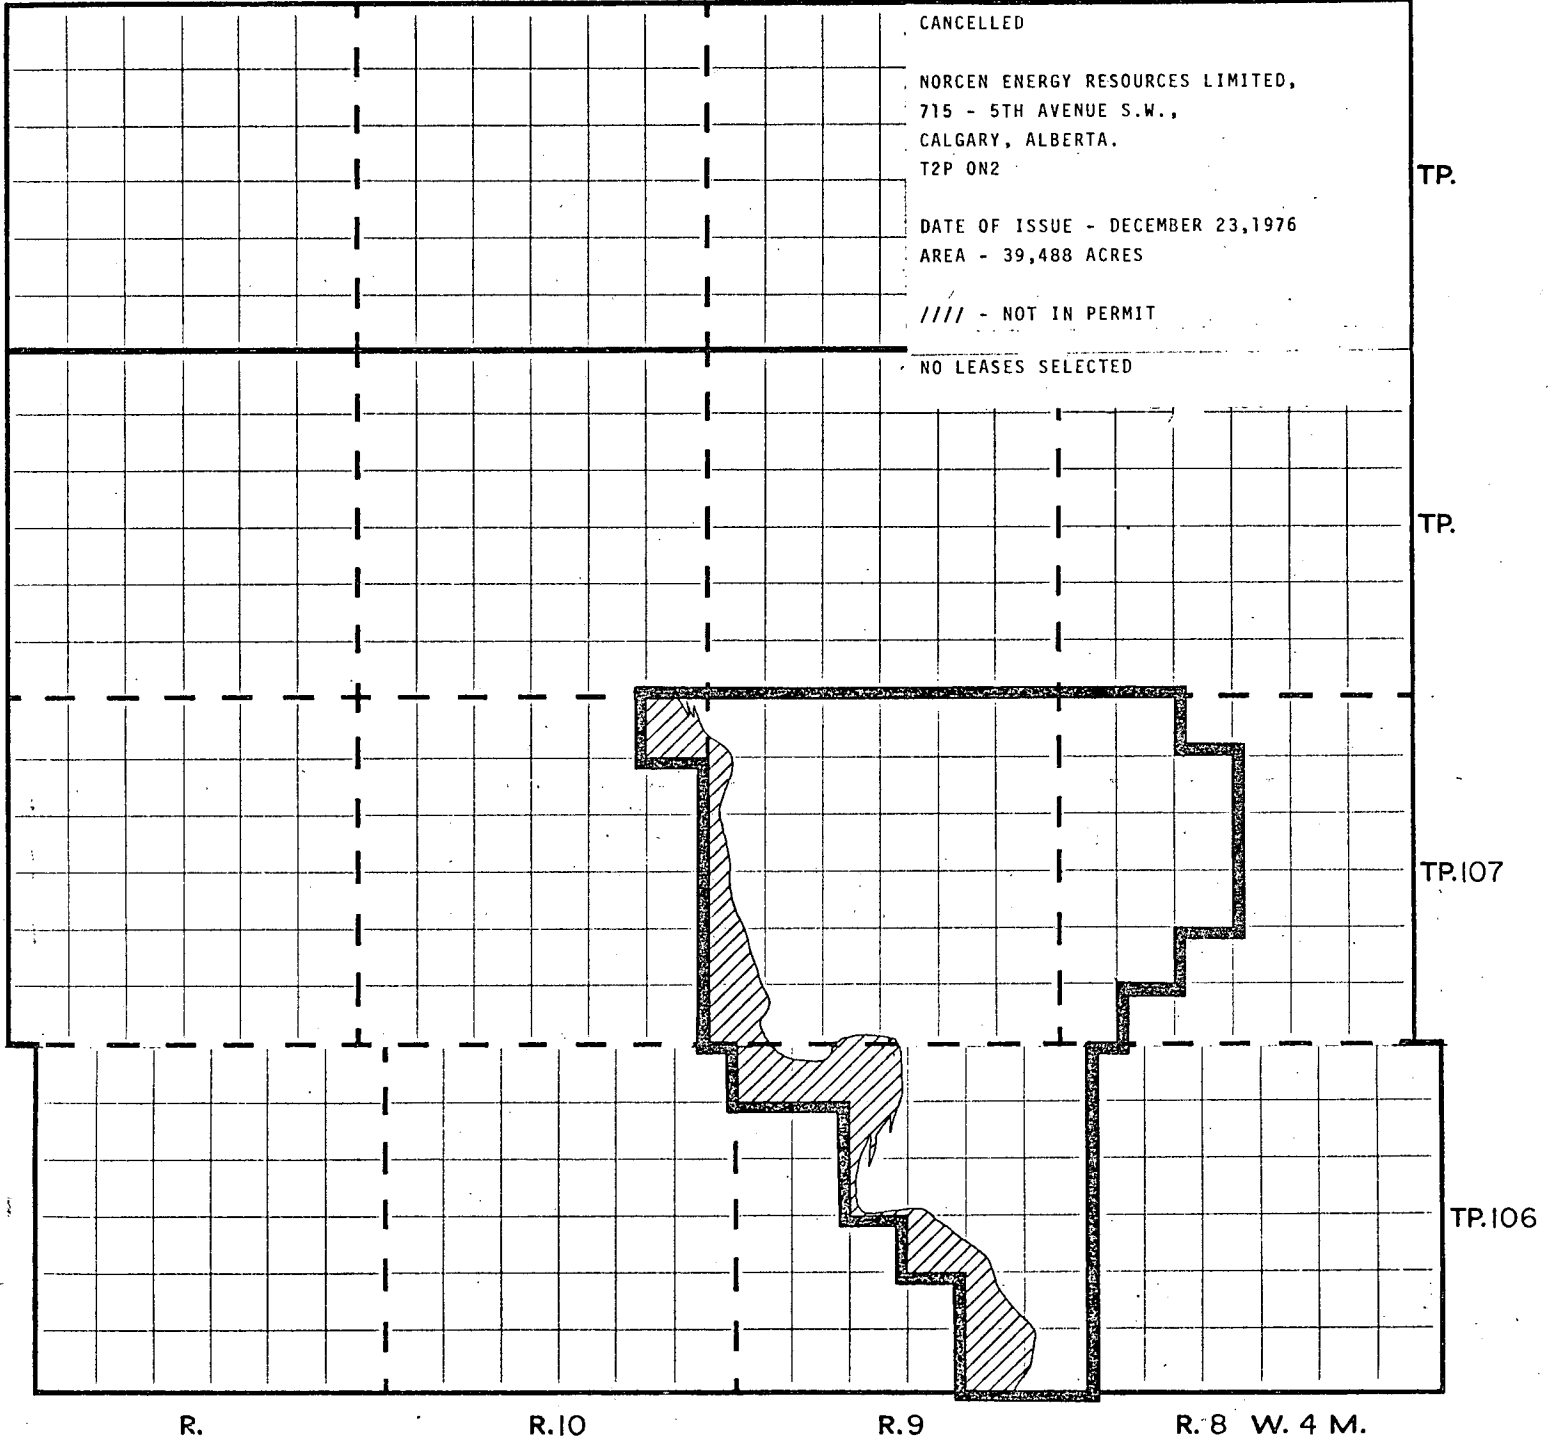 CANCELLED
NORCEN ENERGY RESOURCES LIMITED,
715 - 5TH AVENUE S.W.,
CALGARY, ALBERTA.
T2P ON2
DATE OF ISSUE - DECEMBER 23,1976
AREA - 39,488 ACRES
//// - NOT IN PERMIT
NO LEASES SELECTED
TP.
TP.
TP.107
TP.106
R.
R.10
R.9
R.8 W. 4 M.